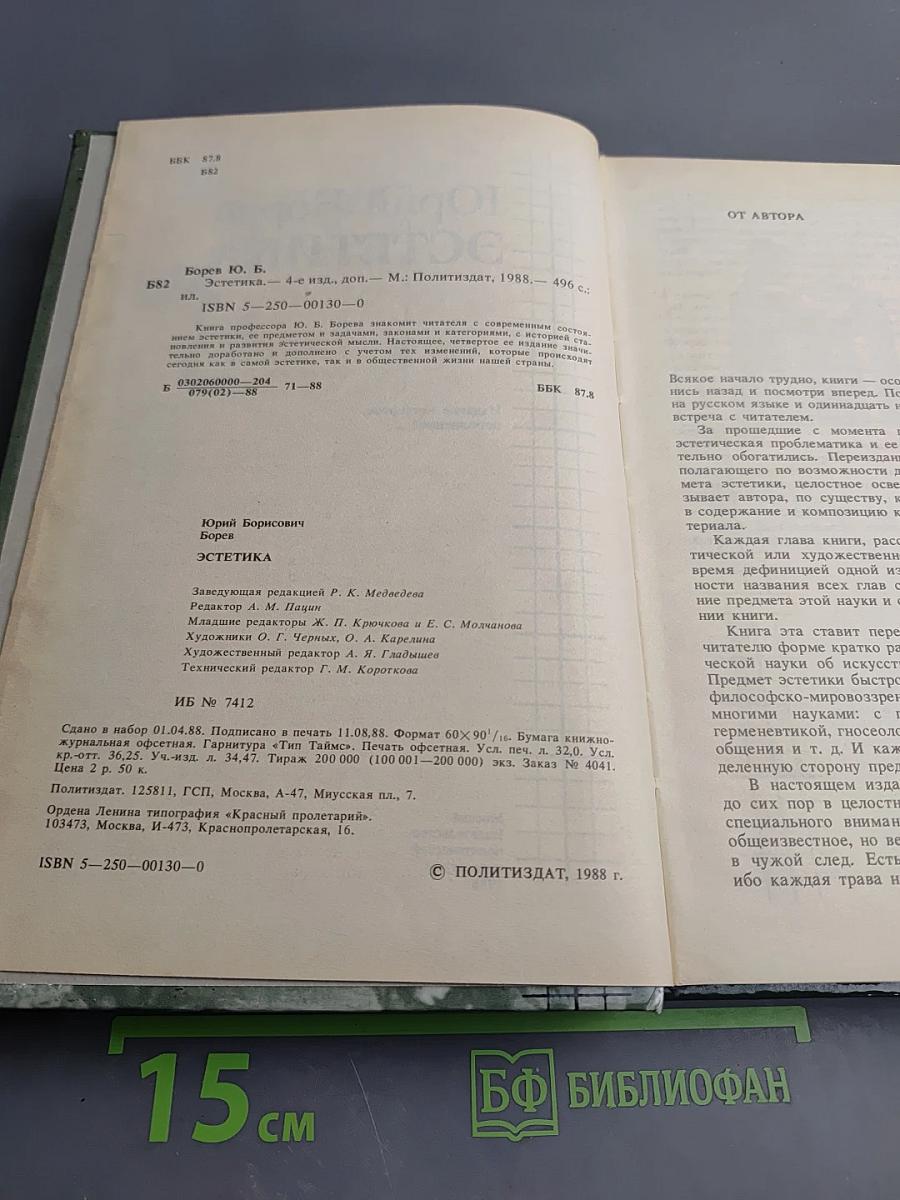 ББК 87.8
Б82
Борев Ю. Б.
Б82 Эстетика.— 4-е изд., доп.— М.: Политиздат, 1988.— 496 с.:
ил.
ISBN 5—250—00130—0
Книга профессора Ю. Б. Борева знакомит читателя с современным состоя-
нием эстетики, ее предметом и задачами, законами и категориями, с историей ста-
новления и развития эстетической мысли. Настоящее, четвертое ее издание значи-
тельно доработано и дополнено с учетом тех изменений, которые происходят
сегодня как в самой эстетике, так и в общественной жизни нашей страны.
Б 0302060000—204
079(02)—88
71—88
ББК 87.8
Юрий Борисович
Борев
ЭСТЕТИКА
Заведующая редакцией Р. К. Медведева
Редактор А. М. Пацин
Младшие редакторы Ж. П. Крючкова и Е. С. Молчанова
Художники О. Г. Черных, О. А. Карелина
Художественный редактор А. Я. Гладышев
Технический редактор Г. М. Короткова
ИБ № 7412
Сдано в набор 01.04.88. Подписано в печать 11.08.88. Формат 60×90¹/₁₆. Бумага книжно-
журнальная офсетная. Гарнитура «Тип Таймс». Печать офсетная. Усл. печ. л. 32,0. Усл.
кр.-отт. 36,25. Уч.-изд. л. 34,47. Тираж 200 000 (100 001—200 000) экз. Заказ № 4041.
Цена 2 р. 50 к.
Политиздат. 125811, ГСП, Москва, А-47, Миусская пл., 7.
Ордена Ленина типография «Красный пролетарий».
103473, Москва, И-473, Краснопролетарская, 16.
ISBN 5—250—00130—0
© ПОЛИТИЗДАТ, 1988 г.
ОТ АВТОРА
Всякое начало трудно, книги — осо
нись назад и посмотри вперед. По
на русском языке и одиннадцать н
встреча с читателем.
За прошедшие с момента п
эстетическая проблематика и ее
тельно обогатились. Переиздан
полагающего по возможности д
мета эстетики, целостное осве
зывает автора, по существу, к
в содержание и композицию к
териала.
Каждая глава книги, расс
тической или художественн
время дефиницией одной из
ности названия всех глав с
ние предмета этой науки и с
нии книги.
Книга эта ставит пере
читателю форме кратко ра
ческой науки об искусст
Предмет эстетики быстро
философско-мировоззрен
многими науками: с п
герменевтикой, гносеоло
общения и т. д. И каж
деленную сторону пред
В настоящем изда
до сих пор в целостн
специального вниман
общеизвестное, но ве
в чужой след. Есть
ибо каждая трава н
15 см
БФ БИБЛИОФАН